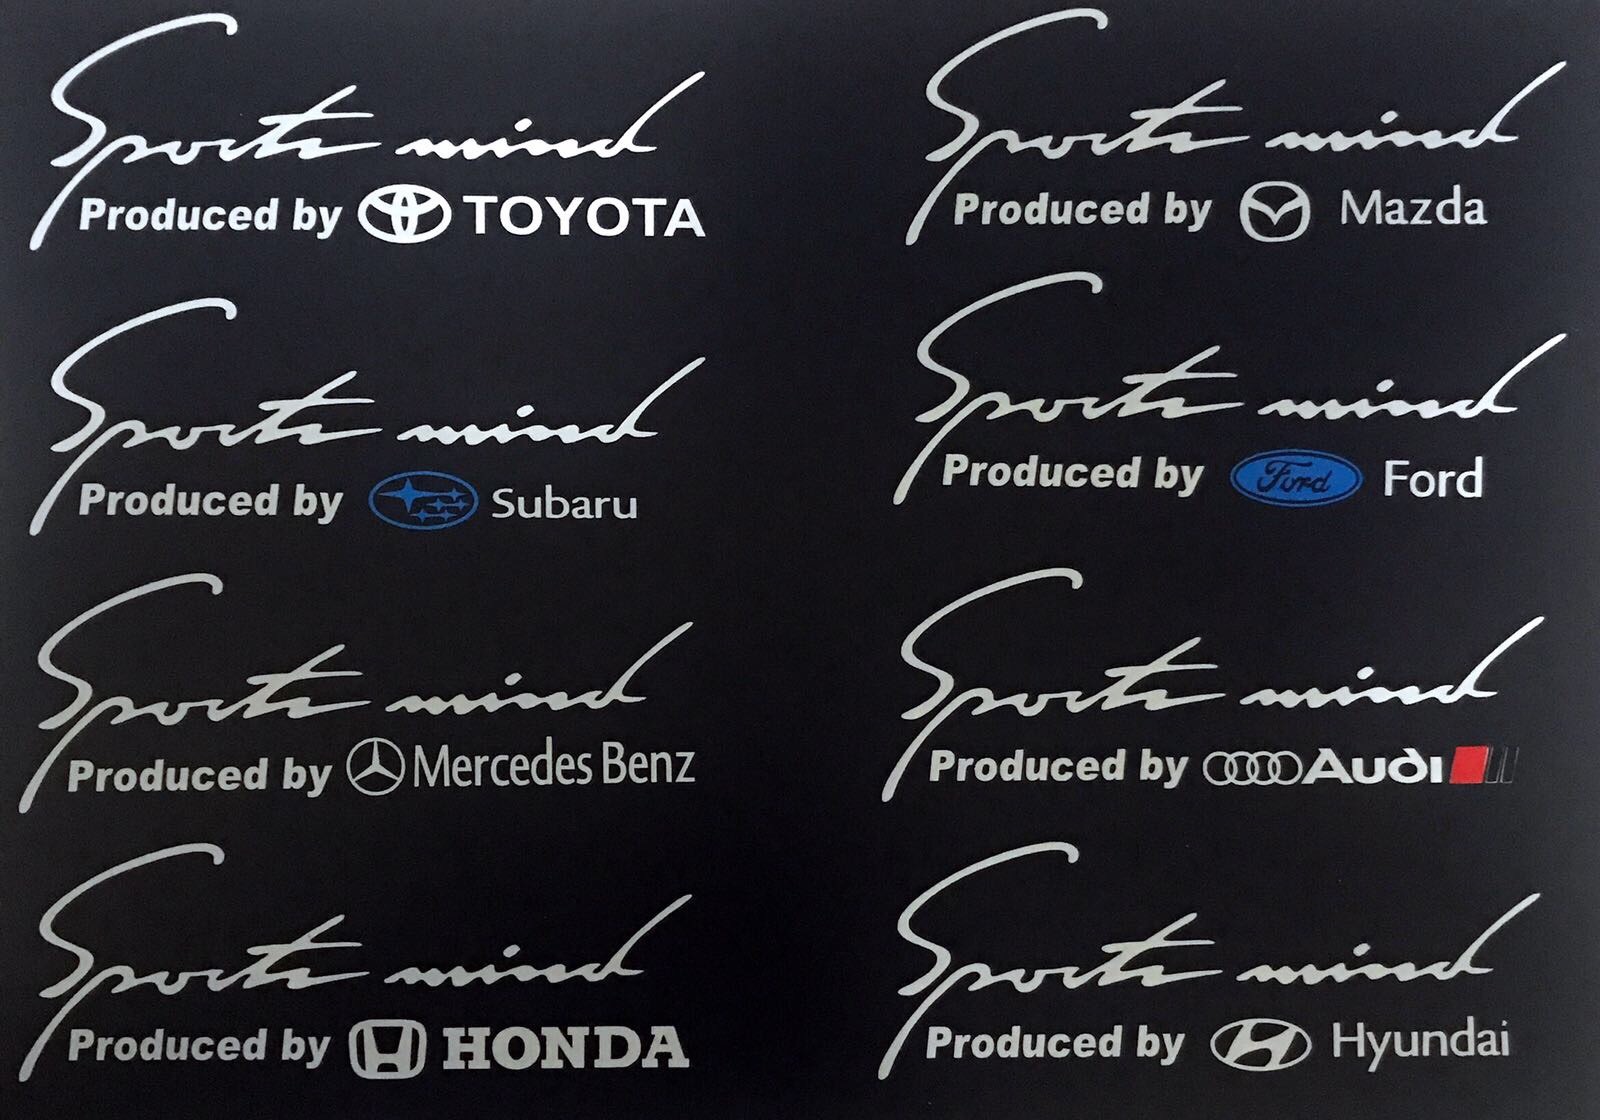 Sports mind
Produced by TOYOTA
Sports mind
Produced by Mazda
Sports mind
Produced by Subaru
Sports mind
Produced by Ford Ford
Sports mind
Produced by Mercedes Benz
Sports mind
Produced by Audi
Sports mind
Produced by HONDA
Sports mind
Produced by Hyundai